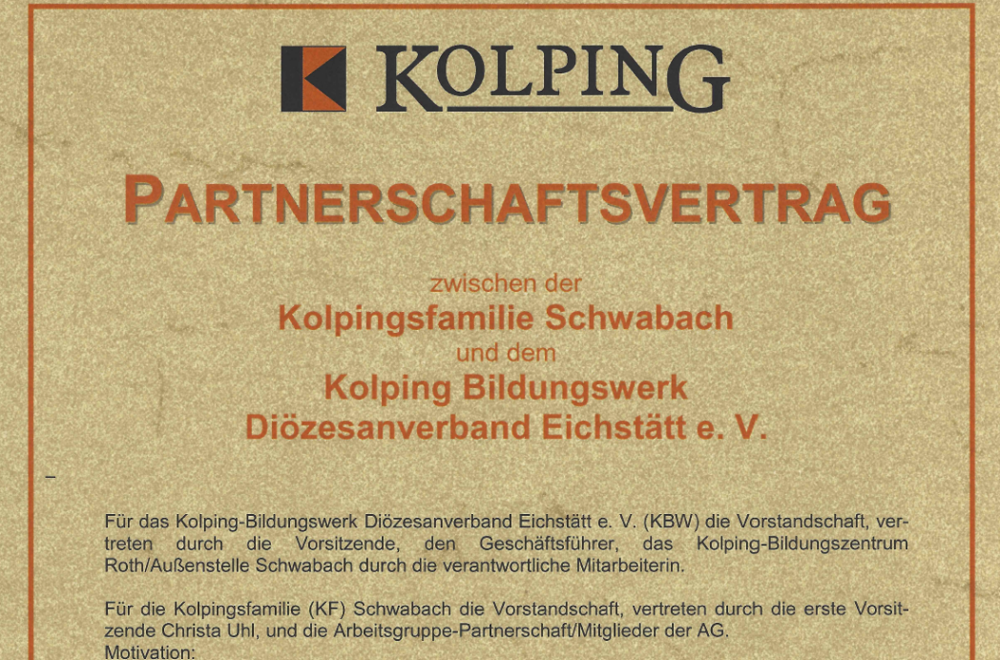 KOLPING
PARTNERSCHAFTSVERTRAG
zwischen der
Kolpingsfamilie Schwabach
und dem
Kolping Bildungswerk
Diözesanverband Eichstätt e. V.
–
Für das Kolping-Bildungswerk Diözesanverband Eichstätt e. V. (KBW) die Vorstandschaft, ver-
treten durch die Vorsitzende, den Geschäftsführer, das Kolping-Bildungszentrum
Roth/Außenstelle Schwabach durch die verantwortliche Mitarbeiterin.
Für die Kolpingsfamilie (KF) Schwabach die Vorstandschaft, vertreten durch die erste Vorsit-
zende Christa Uhl, und die Arbeitsgruppe-Partnerschaft/Mitglieder der AG.
Motivation: